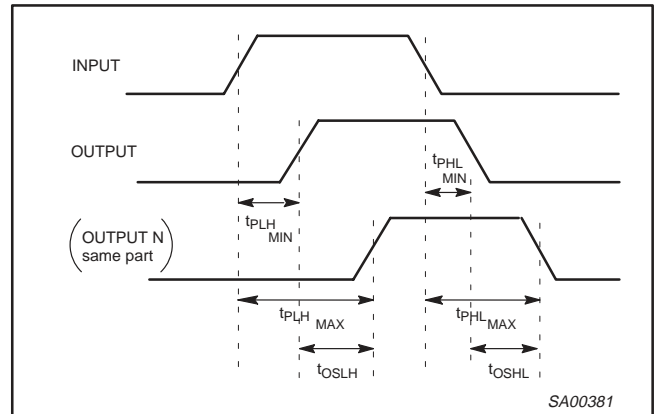 INPUT
OUTPUT
tPHL
MIN
tPLH
MIN
(OUTPUT N
same part)
tPLH MAX
tPHL MAX
tOSLH
tOSHL
SA00381